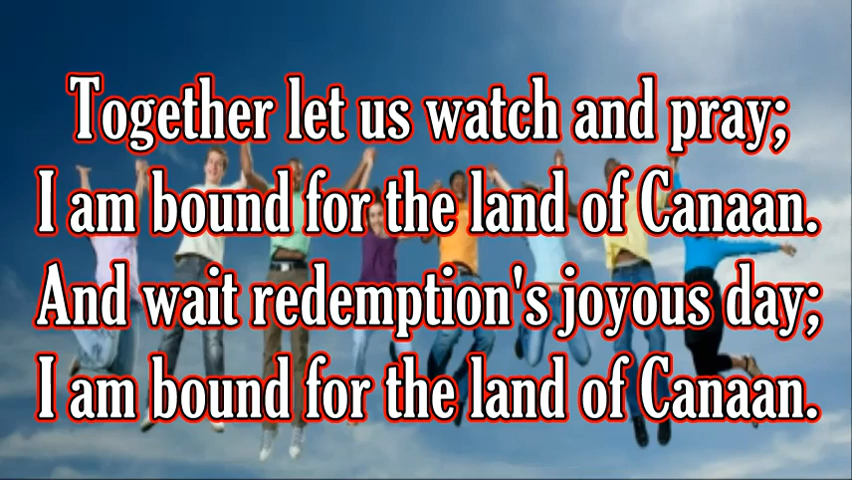 Together let us watch and pray;
I am bound for the land of Canaan.
And wait redemption's joyous day;
I am bound for the land of Canaan.